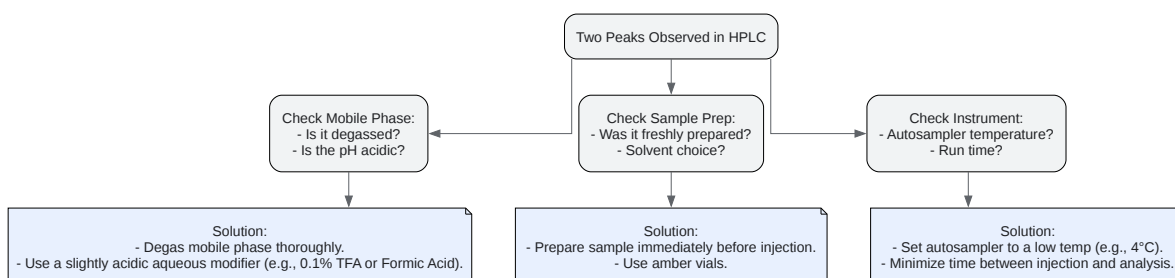 Two Peaks Observed in HPLC
Check Mobile Phase:
- Is it degassed?
- Is the pH acidic?
Check Sample Prep:
- Was it freshly prepared?
- Solvent choice?
Check Instrument:
- Autosampler temperature?
- Run time?
Solution:
- Degas mobile phase thoroughly.
- Use a slightly acidic aqueous modifier (e.g., 0.1% TFA or Formic Acid).
Solution:
- Prepare sample immediately before injection.
- Use amber vials.
Solution:
- Set autosampler to a low temp (e.g., 4°C).
- Minimize time between injection and analysis.